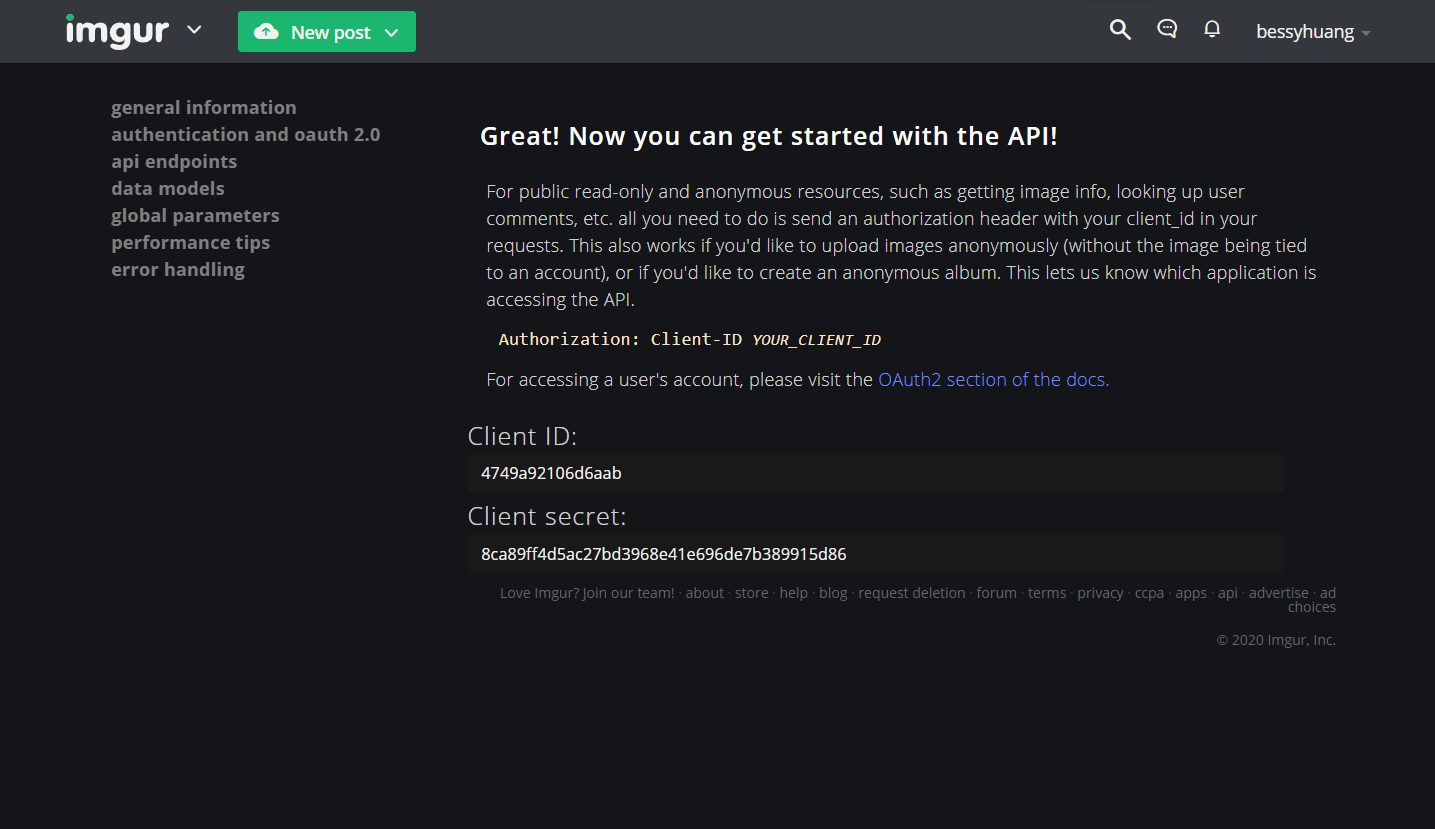 imgur
New post
bessyhuang
general information
authentication and oauth 2.0
api endpoints
data models
global parameters
performance tips
error handling
Great! Now you can get started with the API!
For public read-only and anonymous resources, such as getting image info, looking up user
comments, etc. all you need to do is send an authorization header with your client_id in your
requests. This also works if you'd like to upload images anonymously (without the image being tied
to an account), or if you'd like to create an anonymous album. This lets us know which application is
accessing the API.
Authorization: Client-ID YOUR_CLIENT_ID
For accessing a user's account, please visit the OAuth2 section of the docs.
Client ID:
4749a92106d6aab
Client secret:
8ca89ff4d5ac27bd3968e41e696de7b389915d86
Love Imgur? Join our team! · about · store · help · blog · request deletion · forum · terms · privacy · ccpa · apps · api · advertise · ad
choices
© 2020 Imgur, Inc.